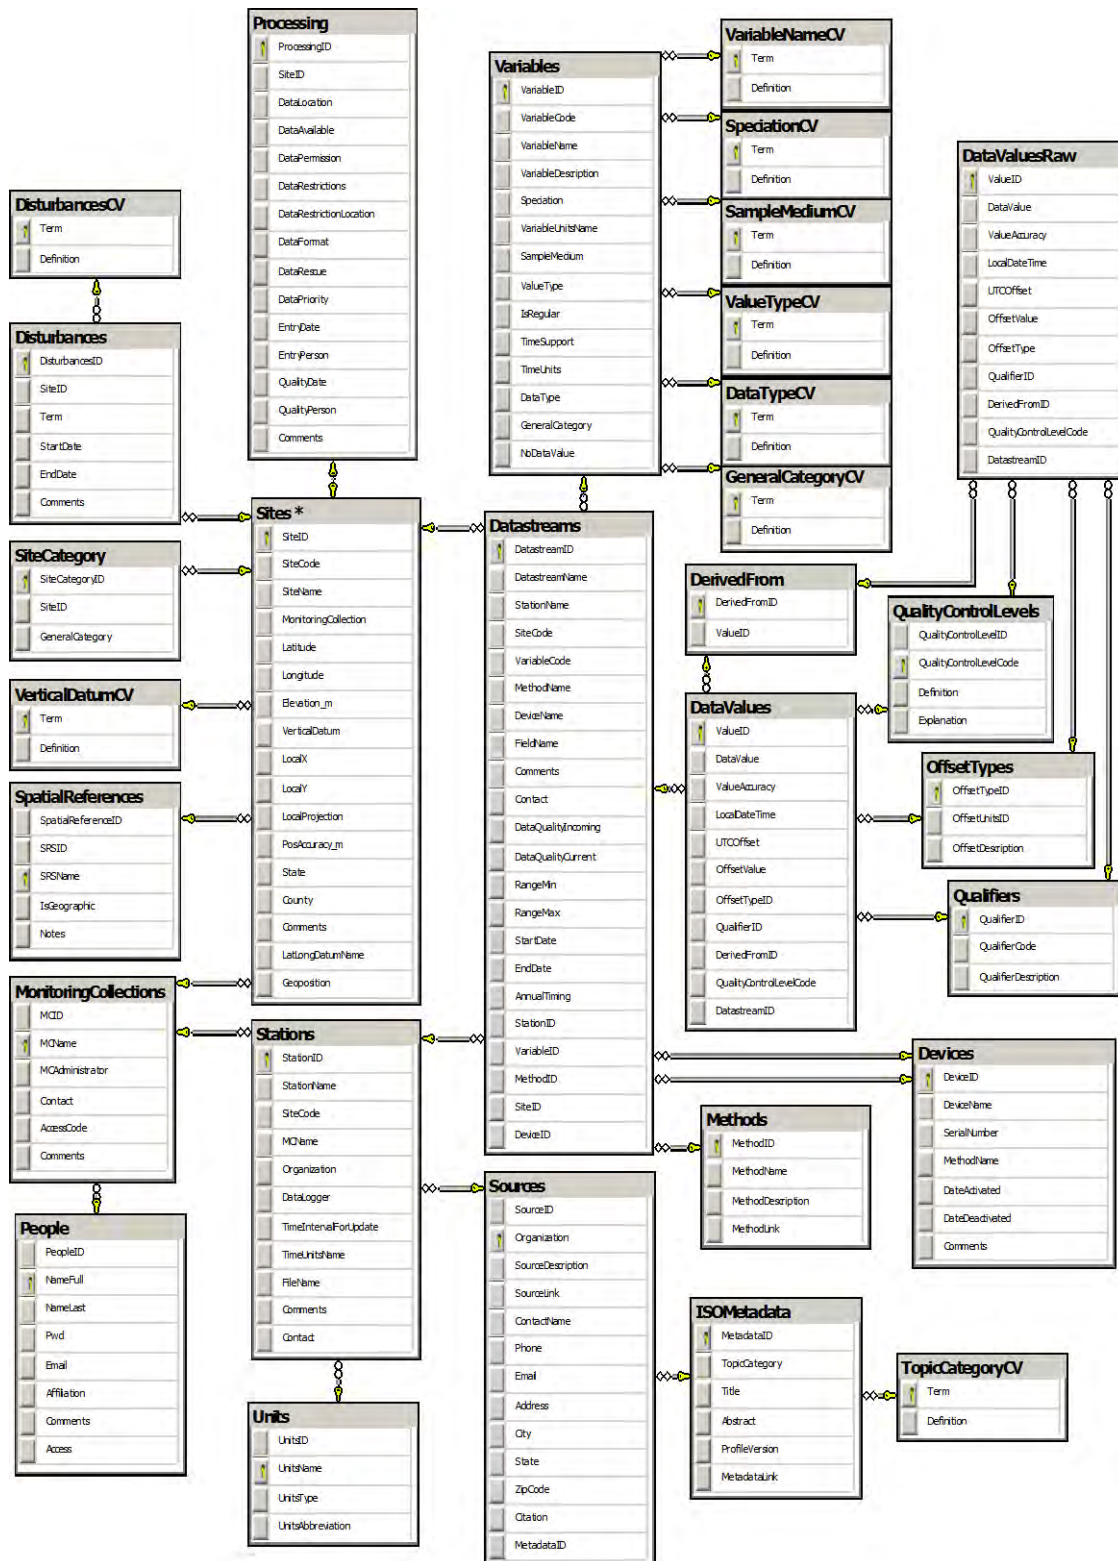 Processing
ProcessingID
SiteID
DataLocation
DataAvailable
DataPermission
DataRestrictions
DataRestrictionLocation
DataFormat
DataRescue
DataPriority
EntryDate
EntryPerson
QualityDate
QualityPerson
Comments
Variables
VariableID
VariableCode
VariableName
VariableDescription
Speciation
VariableUnitsName
SampleMedium
ValueType
IsRegular
TimeSupport
TimeUnits
DataType
GeneralCategory
NoDataValue
VariableNameCV
Term
Definition
SpeciationCV
Term
Definition
SampleMediumCV
Term
Definition
ValueTypeCV
Term
Definition
DataTypeCV
Term
Definition
GeneralCategoryCV
Term
Definition
DataValuesRaw
ValueID
DataValue
ValueAccuracy
LocalDateTime
UTCOffset
OffsetValue
OffsetType
QualifierID
DerivedFromID
QualityControlLevelCode
DatastreamID
DisturbancesCV
Term
Definition
Disturbances
DisturbancesID
SiteID
Term
StartDate
EndDate
Comments
SiteCategory
SiteCategoryID
SiteID
GeneralCategory
VerticalDatumCV
Term
Definition
SpatialReferences
SpatialReferenceID
SRSID
SRSName
IsGeographic
Notes
MonitoringCollections
MCID
MCName
MCAdministrator
Contact
AccessCode
Comments
People
PeopleID
NameFull
NameLast
Pwd
Email
Affiliation
Comments
Access
Sites *
SiteID
SiteCode
SiteName
MonitoringCollection
Latitude
Longitude
Elevation_m
VerticalDatum
LocalX
LocalY
LocalProjection
PosAccuracy_m
State
County
Comments
LatLongDatumName
Geoposition
Stations
StationID
StationName
SiteCode
MCName
Organization
DataLogger
TimeIntervalForUpdate
TimeUnitsName
FileName
Comments
Contact
Units
UnitsID
UnitsName
UnitsType
UnitsAbbreviation
Datastreams
DatastreamID
DatastreamName
StationName
SiteCode
VariableCode
MethodName
DeviceName
FieldName
Comments
Contact
DataQualityIncoming
DataQualityCurrent
RangeMin
RangeMax
StartDate
EndDate
AnnualTiming
StationID
VariableID
MethodID
SiteID
DeviceID
Sources
SourceID
Organization
SourceDescription
SourceLink
ContactName
Phone
Email
Address
City
State
ZipCode
Citation
MetadataID
DerivedFrom
DerivedFromID
ValueID
DataValues
ValueID
DataValue
ValueAccuracy
LocalDateTime
UTCOffset
OffsetValue
OffsetTypeID
QualifierID
DerivedFromID
QualityControlLevelCode
DatastreamID
QualityControlLevels
QualityControlLevelID
QualityControlLevelCode
Definition
Explanation
OffsetTypes
OffsetTypeID
OffsetUnitsID
OffsetDescription
Qualifiers
QualifierID
QualifierCode
QualifierDescription
Devices
DeviceID
DeviceName
SerialNumber
MethodName
DateActivated
DateDeactivated
Comments
Methods
MethodID
MethodName
MethodDescription
MethodLink
ISOMetadata
MetadataID
TopicCategory
Title
Abstract
ProfileVersion
MetadataLink
TopicCategoryCV
Term
Definition